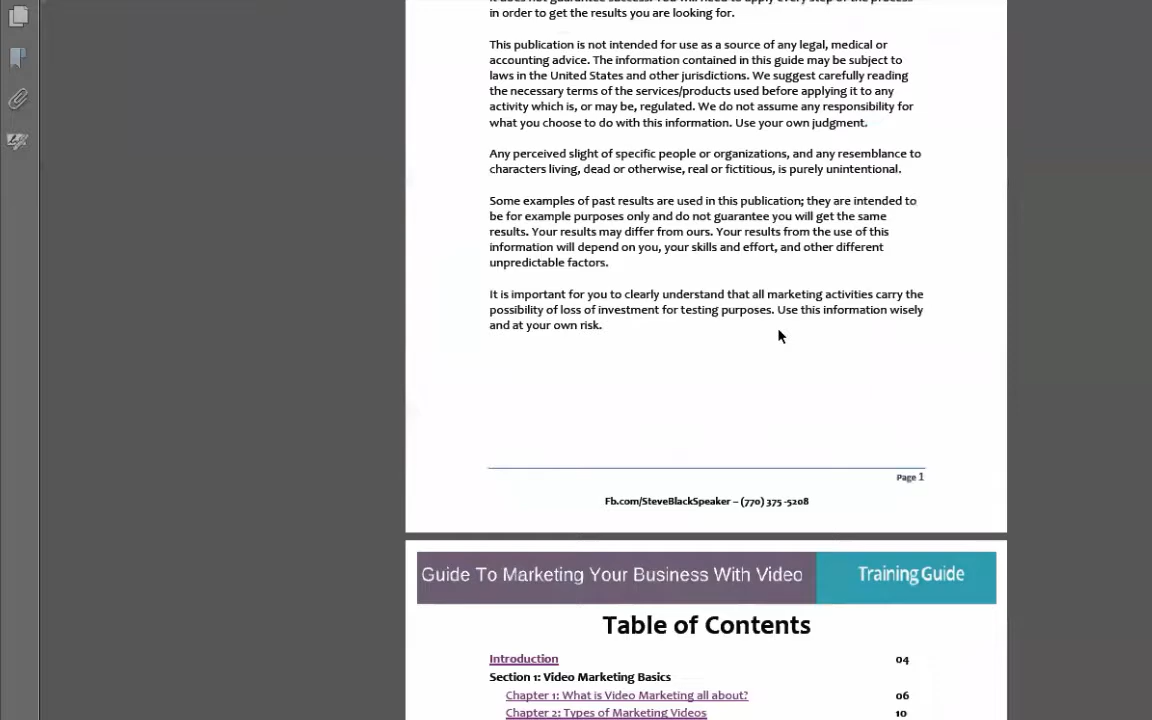 in order to get the results you are looking for.
This publication is not intended for use as a source of any legal, medical or
accounting advice. The information contained in this guide may be subject to
laws in the United States and other jurisdictions. We suggest carefully reading
the necessary terms of the services/products used before applying it to any
activity which is, or may be, regulated. We do not assume any responsibility for
what you choose to do with this information. Use your own judgment.
Any perceived slight of specific people or organizations, and any resemblance to
characters living, dead or otherwise, real or fictitious, is purely unintentional.
Some examples of past results are used in this publication; they are intended to
be for example purposes only and do not guarantee you will get the same
results. Your results may differ from ours. Your results from the use of this
information will depend on you, your skills and effort, and other different
unpredictable factors.
It is important for you to clearly understand that all marketing activities carry the
possibility of loss of investment for testing purposes. Use this information wisely
and at your own risk.
Page 1
Fb.com/SteveBlackSpeaker – (770) 375 -5208
Guide To Marketing Your Business With Video Training Guide
Table of Contents
Introduction 04
Section 1: Video Marketing Basics
Chapter 1: What is Video Marketing all about? 06
Chapter 2: Types of Marketing Videos 10